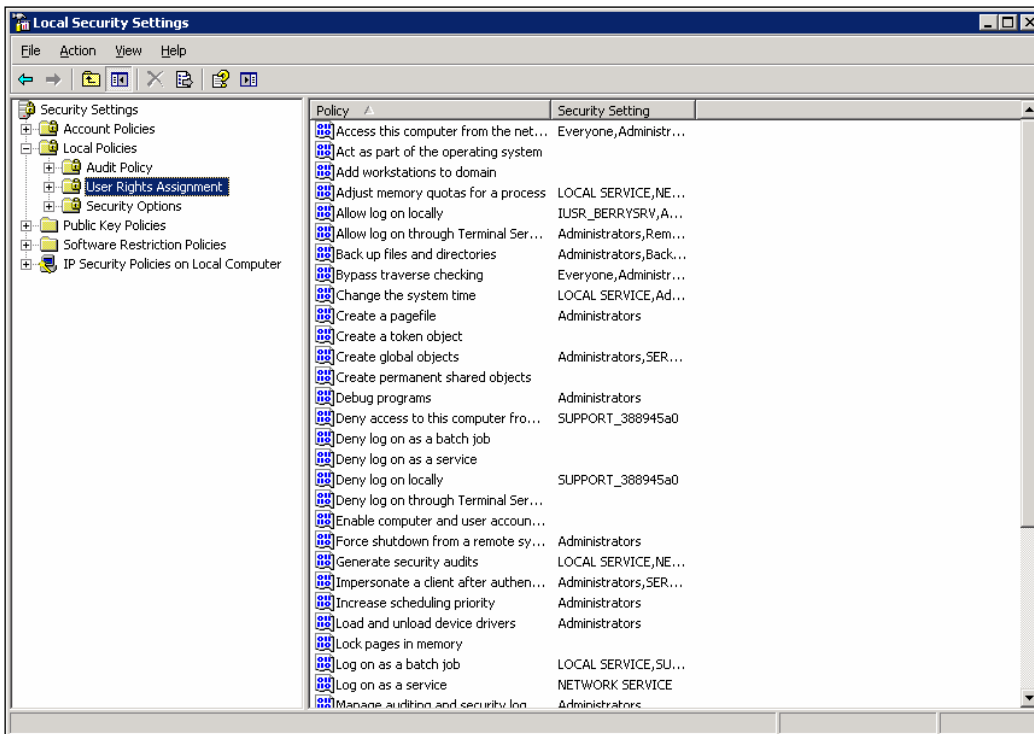 Local Security Settings
File Action View Help
Security Settings
Account Policies
Local Policies
Audit Policy
User Rights Assignment
Security Options
Public Key Policies
Software Restriction Policies
IP Security Policies on Local Computer
Policy Security Setting
Access this computer from the net... Everyone,Administr...
Act as part of the operating system
Add workstations to domain
Adjust memory quotas for a process LOCAL SERVICE,NE...
Allow log on locally IUSR_BERRYSRV,A...
Allow log on through Terminal Ser... Administrators,Rem...
Back up files and directories Administrators,Back...
Bypass traverse checking Everyone,Administr...
Change the system time LOCAL SERVICE,Ad...
Create a pagefile Administrators
Create a token object
Create global objects Administrators,SER...
Create permanent shared objects
Debug programs Administrators
Deny access to this computer fro... SUPPORT_388945a0
Deny log on as a batch job
Deny log on as a service
Deny log on locally SUPPORT_388945a0
Deny log on through Terminal Ser...
Enable computer and user accoun...
Force shutdown from a remote sy... Administrators
Generate security audits LOCAL SERVICE,NE...
Impersonate a client after authen... Administrators,SER...
Increase scheduling priority Administrators
Load and unload device drivers Administrators
Lock pages in memory
Log on as a batch job LOCAL SERVICE,SU...
Log on as a service NETWORK SERVICE
Manage auditing and security log Administrators